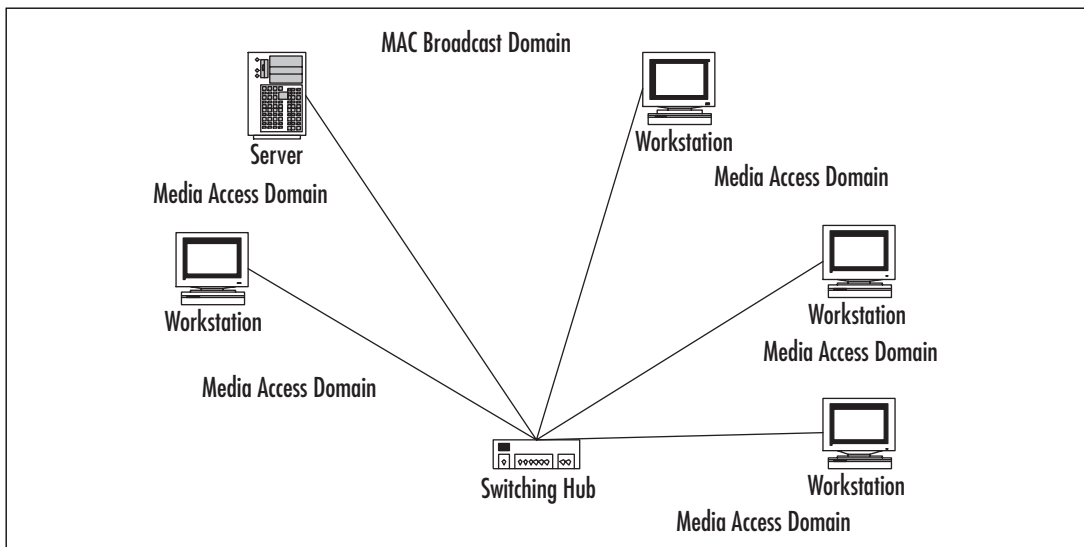 MAC Broadcast Domain
Server
Workstation
Media Access Domain
Media Access Domain
Workstation
Workstation
Media Access Domain
Media Access Domain
Switching Hub
Workstation
Media Access Domain